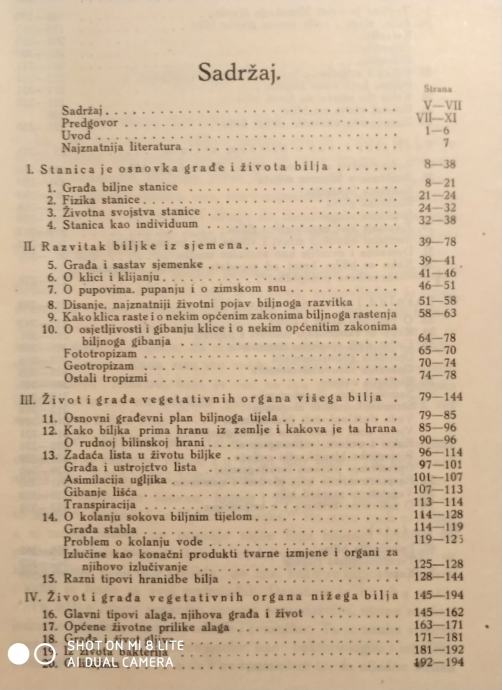 Sadržaj.
Strana
Sadržaj . . . . V—VII
Predgovor . . . . VII—XI
Uvod . . . . 1—6
Najznatnija literatura . . . . 7
I. Stanica je osnovka građe i života bilja . . . . 8—38
1. Građa biljne stanice . . . . 8—21
2. Fizika stanice . . . . 21—24
3. Životna svojstva stanice . . . . 24—32
4. Stanica kao individuum . . . . 32—38
II. Razvitak biljke iz sjemena . . . . 39—78
5. Građa i sastav sjemenke . . . . 39—41
6. O klici i klijanju . . . . 41—46
7. O pupovima, pupanju i o zimskom snu . . . . 46—51
8. Disanje, najznatniji životni pojav biljnoga razvitka . . . . 51—58
9. Kako klica raste i o nekim općenim zakonima biljnoga rastenja 58—63
10. O osjetljivosti i gibanju klice i o nekim općenitim zakonima
biljnoga gibanja . . . . 64—78
Fototropizam . . . . 65—70
Geotropizam . . . . 70—74
Ostali tropizmi . . . . 74—78
III. Život i građa vegetativnih organa višega bilja . 79—144
11. Osnovni građevni plan biljnoga tijela . . . . 79—85
12. Kako biljka prima hranu iz zemlje i kakova je ta hrana 85—96
O rudnoj bilinskoj hrani . . . . 90—96
13. Zadaća lista u životu biljke . . . . 96—114
Građa i ustrojstvo lista . . . . 97—101
Asimilacija ugljika . . . . 101—107
Gibanje lišća . . . . 107—113
Transpiracija . . . . 113—114
14. O kolanju sokova biljnim tijelom . . . . 114—128
Građa stabla . . . . 114—119
Problem o kolanju vode . . . . 119—125
Izlučine kao konačni produkti tvarne izmjene i organi za
njihovo izlučivanje . . . . 125—128
15. Razni tipovi hranidbe bilja . . . . 128—144
IV. Život i građa vegetativnih organa nižega bilja 145—194
16. Glavni tipovi alaga, njihova građa i život . . . . 145—162
17. Općene životne prilike alaga . . . . 163—171
18. Građa i život gljiva . . . . 171—181
19. Iz života bakterija . . . . 181—192
20. . . . . 192—194
SHOT ON MI 8 LITE
AI DUAL CAMERA